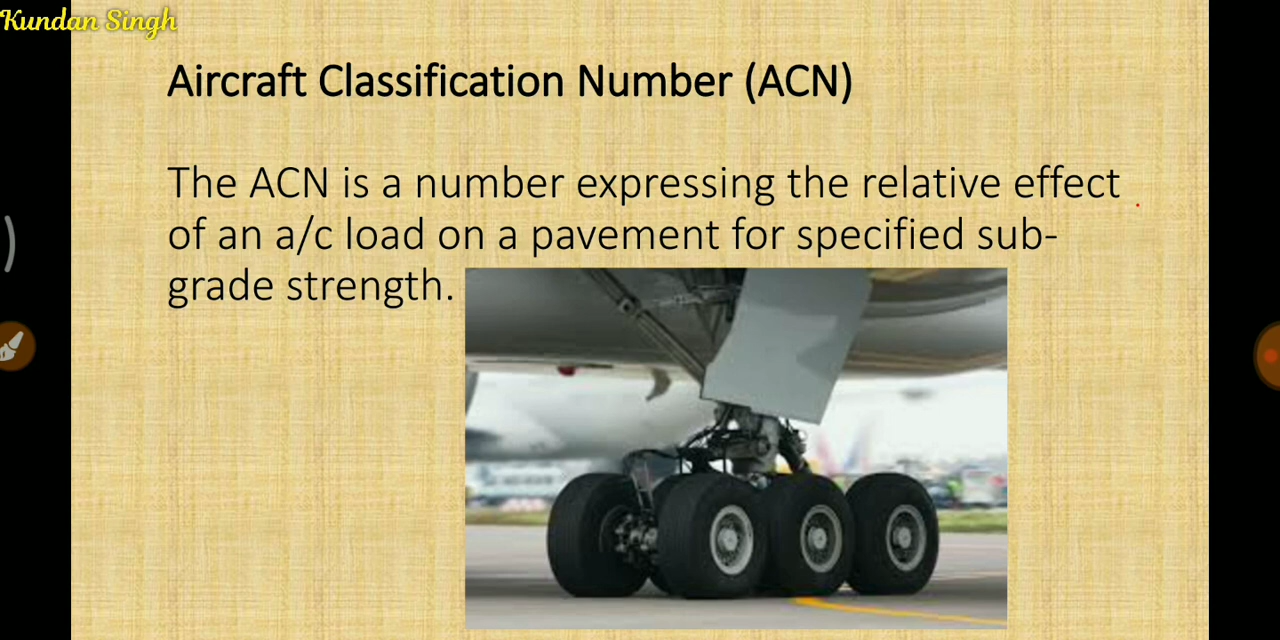 Kundan Singh
Aircraft Classification Number (ACN)
The ACN is a number expressing the relative effect
of an a/c load on a pavement for specified sub-
grade strength.